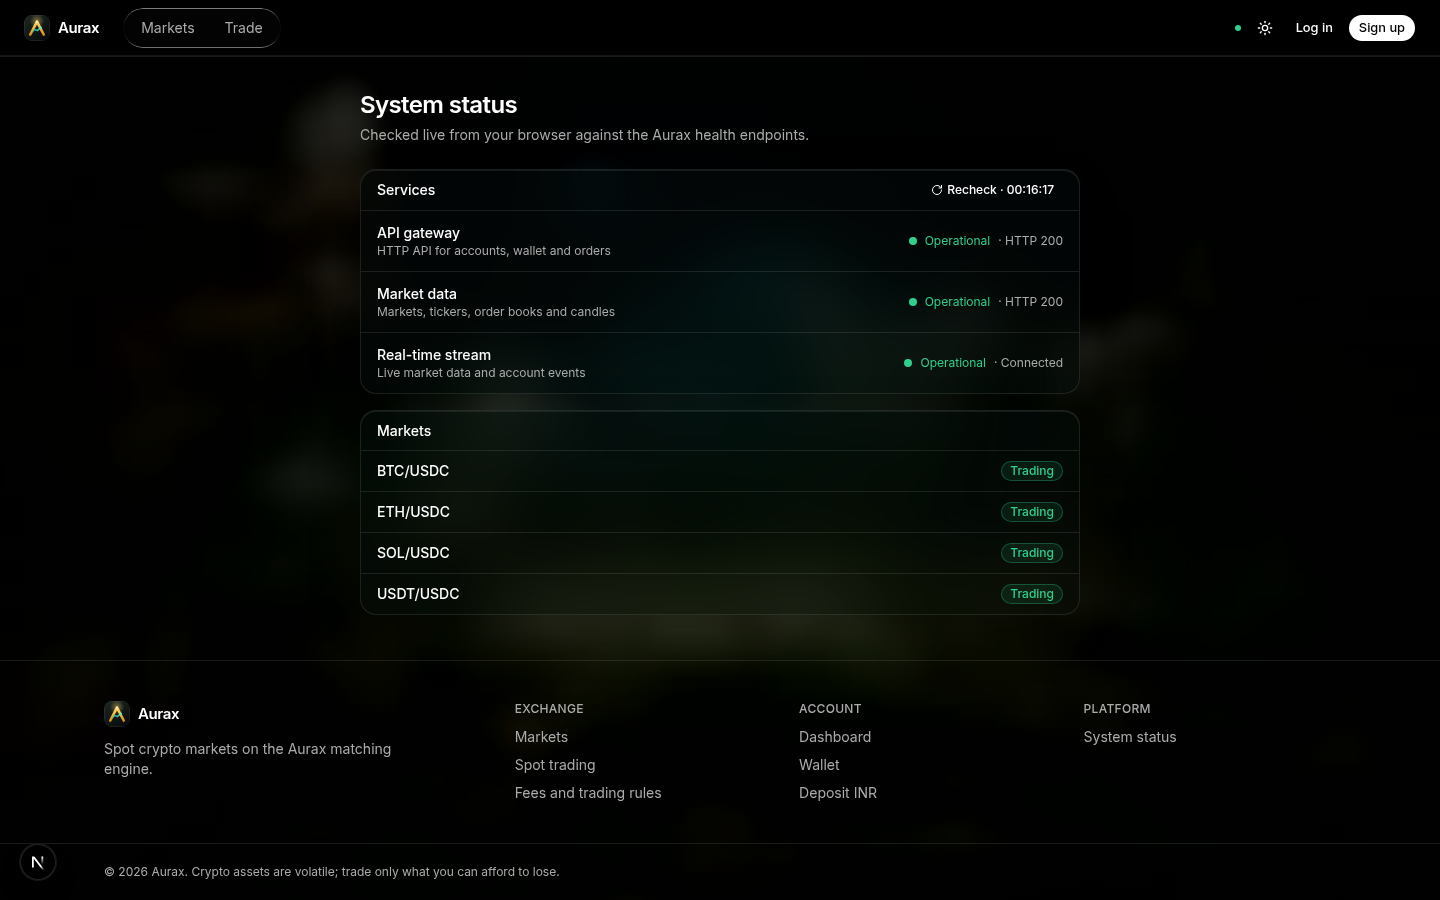 Aurax
Markets
Trade
Log in
Sign up
System status
Checked live from your browser against the Aurax health endpoints.
Services
Recheck · 00:16:17
API gateway
HTTP API for accounts, wallet and orders
Operational · HTTP 200
Market data
Markets, tickers, order books and candles
Operational · HTTP 200
Real-time stream
Live market data and account events
Operational · Connected
Markets
BTC/USDC
Trading
ETH/USDC
Trading
SOL/USDC
Trading
USDT/USDC
Trading
Aurax
Spot crypto markets on the Aurax matching
engine.
EXCHANGE
Markets
Spot trading
Fees and trading rules
ACCOUNT
Dashboard
Wallet
Deposit INR
PLATFORM
System status
N
© 2026 Aurax. Crypto assets are volatile; trade only what you can afford to lose.